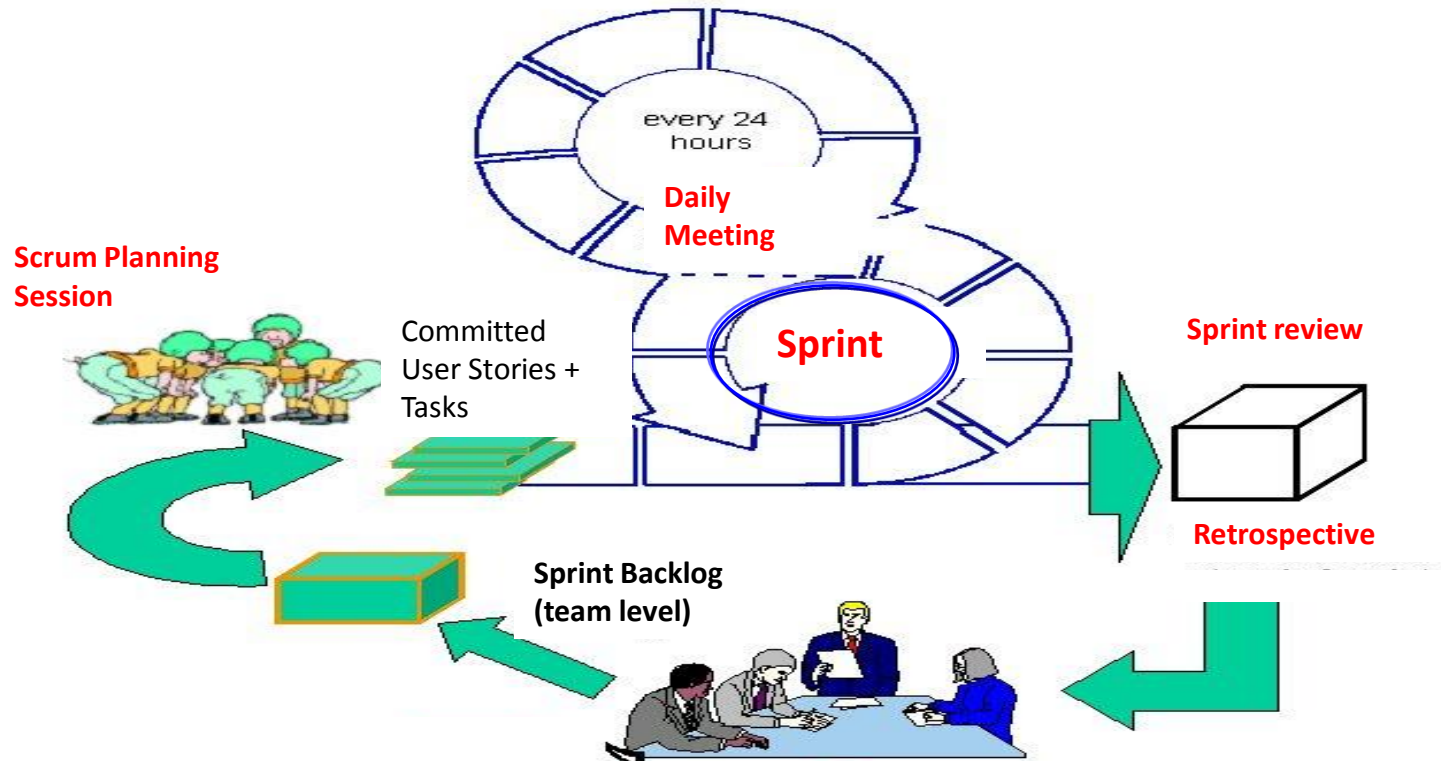 every 24
hours
Daily
Meeting
Scrum Planning
Session
Committed
User Stories +
Tasks
Sprint
Sprint review
Retrospective
Sprint Backlog
(team level)